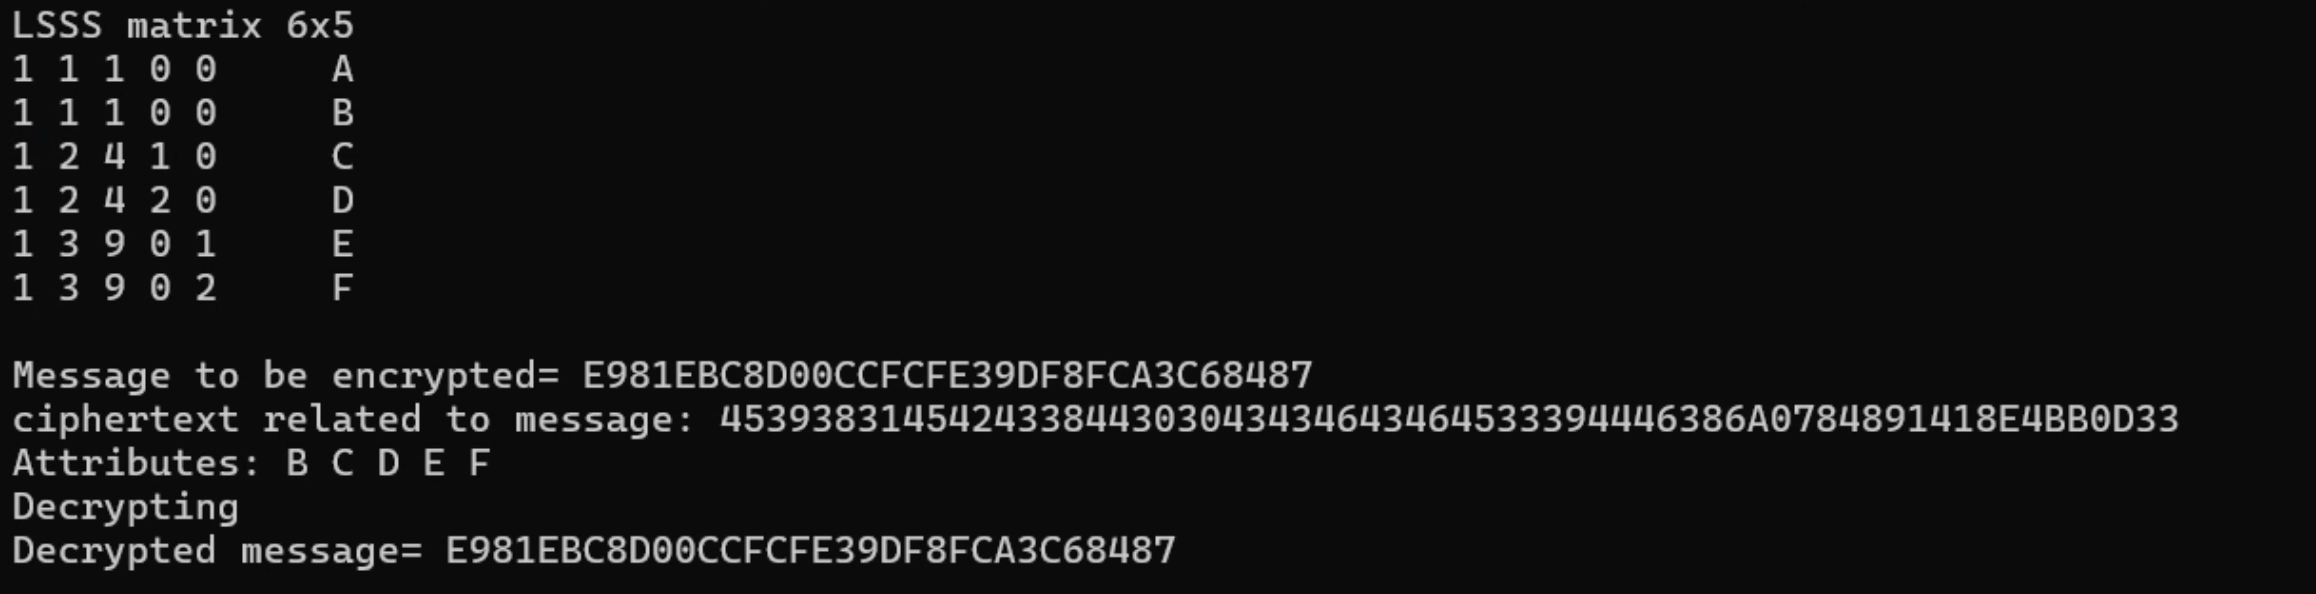 LSSS matrix 6x5
1 1 1 0 0     A
1 1 1 0 0     B
1 2 4 1 0     C
1 2 4 2 0     D
1 3 9 0 1     E
1 3 9 0 2     F
Message to be encrypted= E981EBC8D00CCFCFE39DF8FCA3C68487
ciphertext related to message: 4539383145424338443030434346434645333944463​86A0784891418E4BB0D33
Attributes: B C D E F
Decrypting
Decrypted message= E981EBC8D00CCFCFE39DF8FCA3C68487